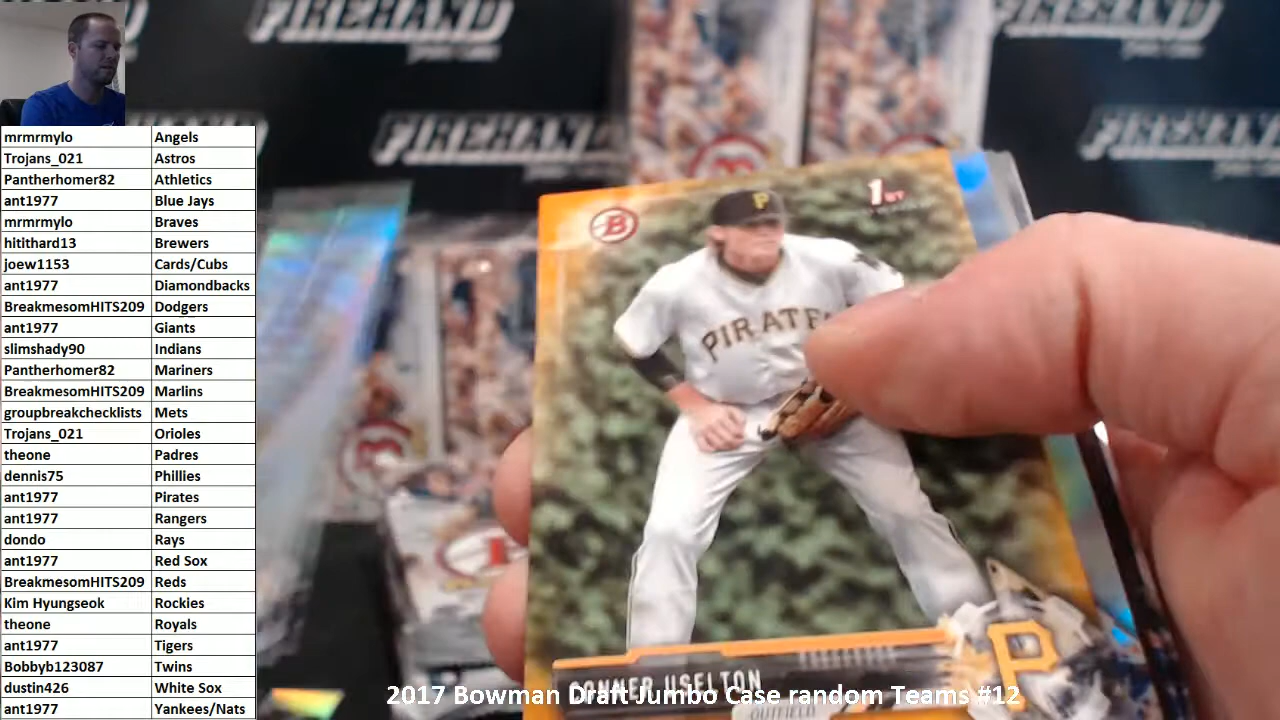 FIREHAND
FIREHAND
FIREHAND
FIREHAND
mrmrmylo Angels
Trojans_021 Astros
Pantherhomer82 Athletics
ant1977 Blue Jays
mrmrmylo Braves
hitithard13 Brewers
joew1153 Cards/Cubs
ant1977 Diamondbacks
BreakmesomHITS209 Dodgers
ant1977 Giants
slimshady90 Indians
Pantherhomer82 Mariners
BreakmesomHITS209 Marlins
groupbreakchecklists Mets
Trojans_021 Orioles
theone Padres
dennis75 Phillies
ant1977 Pirates
ant1977 Rangers
dondo Rays
ant1977 Red Sox
BreakmesomHITS209 Reds
Kim Hyungseok Rockies
theone Royals
ant1977 Tigers
Bobbyb123087 Twins
dustin426 White Sox
ant1977 Yankees/Nats
B
P
1ST
PIRATE
P
CONNER USELTON
OUTFIELD
2017 Bowman Draft Jumbo Case random Teams #12